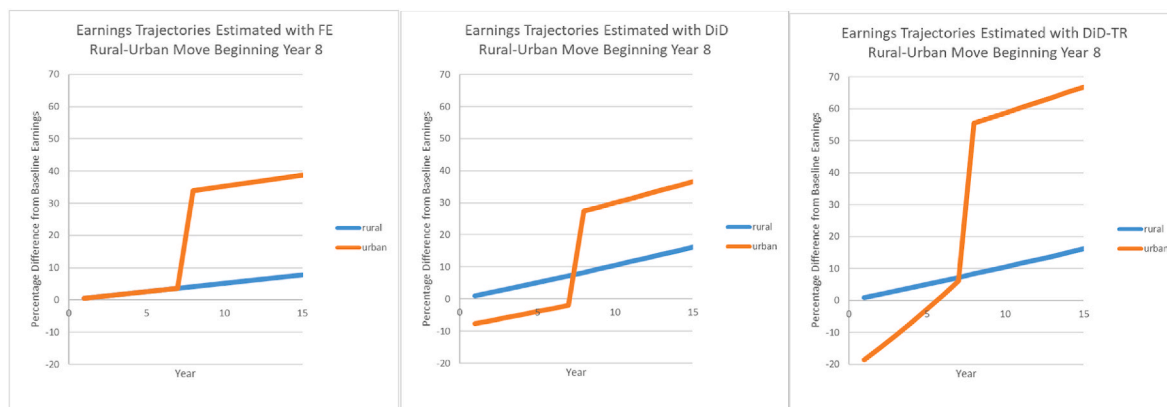 Earnings Trajectories Estimated with FE
Rural-Urban Move Beginning Year 8
Percentage Difference from Baseline Earnings
70
60
50
40
30
20
10
0
-10
-20
0
5
10
15
Year
rural
urban
Earnings Trajectories Estimated with DiD
Rural-Urban Move Beginning Year 8
Percentage Difference from Baseline Earnings
70
60
50
40
30
20
10
0
-10
-20
0
5
10
15
Year
rural
urban
Earnings Trajectories Estimated with DiD-TR
Rural-Urban Move Beginning Year 8
Percentage Difference from Baseline Earnings
70
60
50
40
30
20
10
0
-10
-20
0
5
10
15
Year
rural
urban